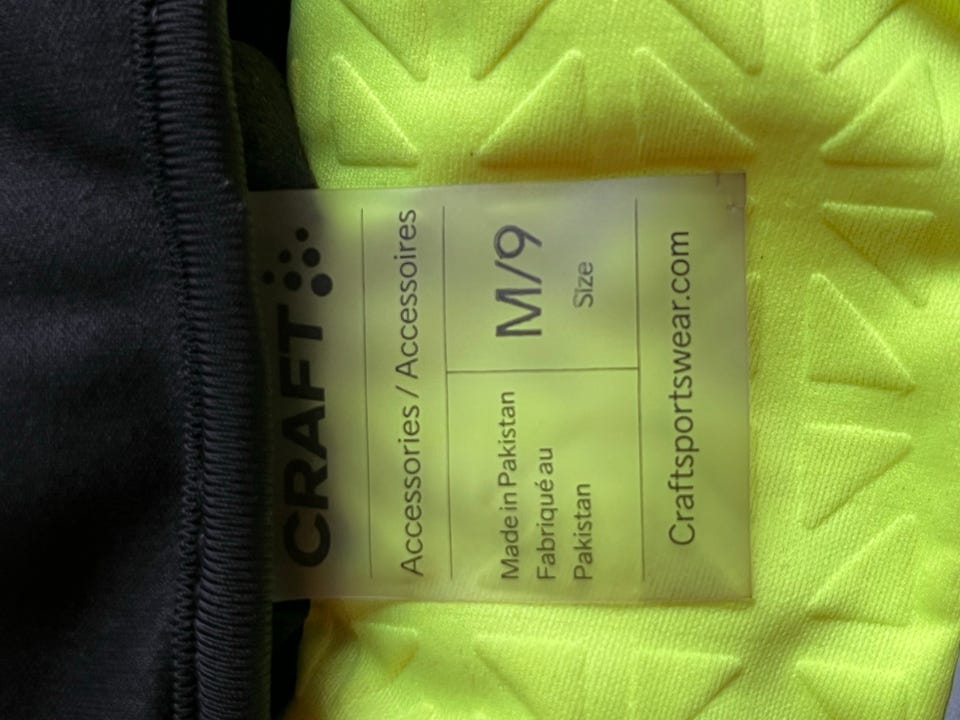 CRAFT
Accessories / Accessoires
Made in Pakistan
Fabriqué au
Pakistan
M/9
Size
Craftsportswear.com